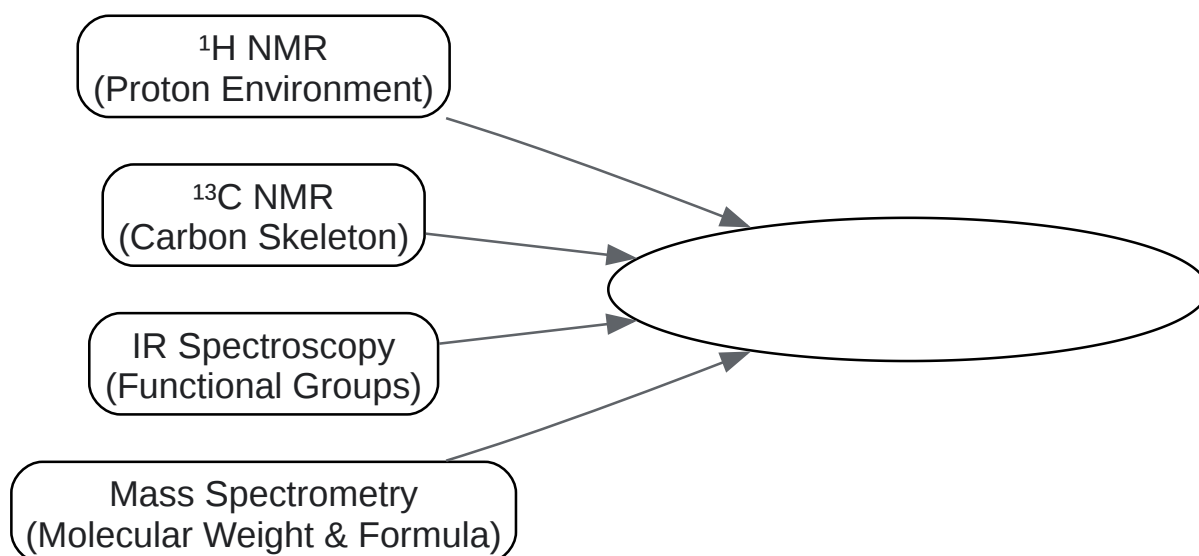 ¹H NMR
(Proton Environment)
¹³C NMR
(Carbon Skeleton)
IR Spectroscopy
(Functional Groups)
Mass Spectrometry
(Molecular Weight & Formula)